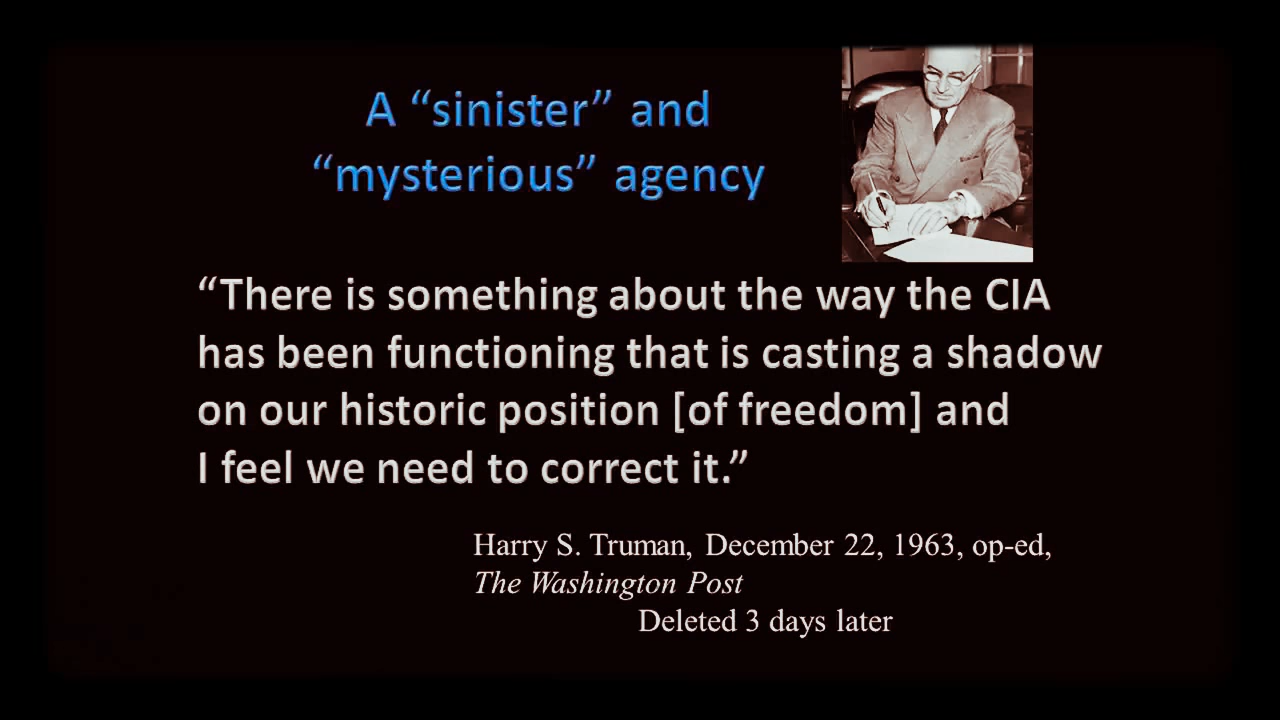 A “sinister” and
“mysterious” agency
“There is something about the way the CIA
has been functioning that is casting a shadow
on our historic position [of freedom] and
I feel we need to correct it.”
Harry S. Truman, December 22, 1963, op-ed,
The Washington Post
Deleted 3 days later